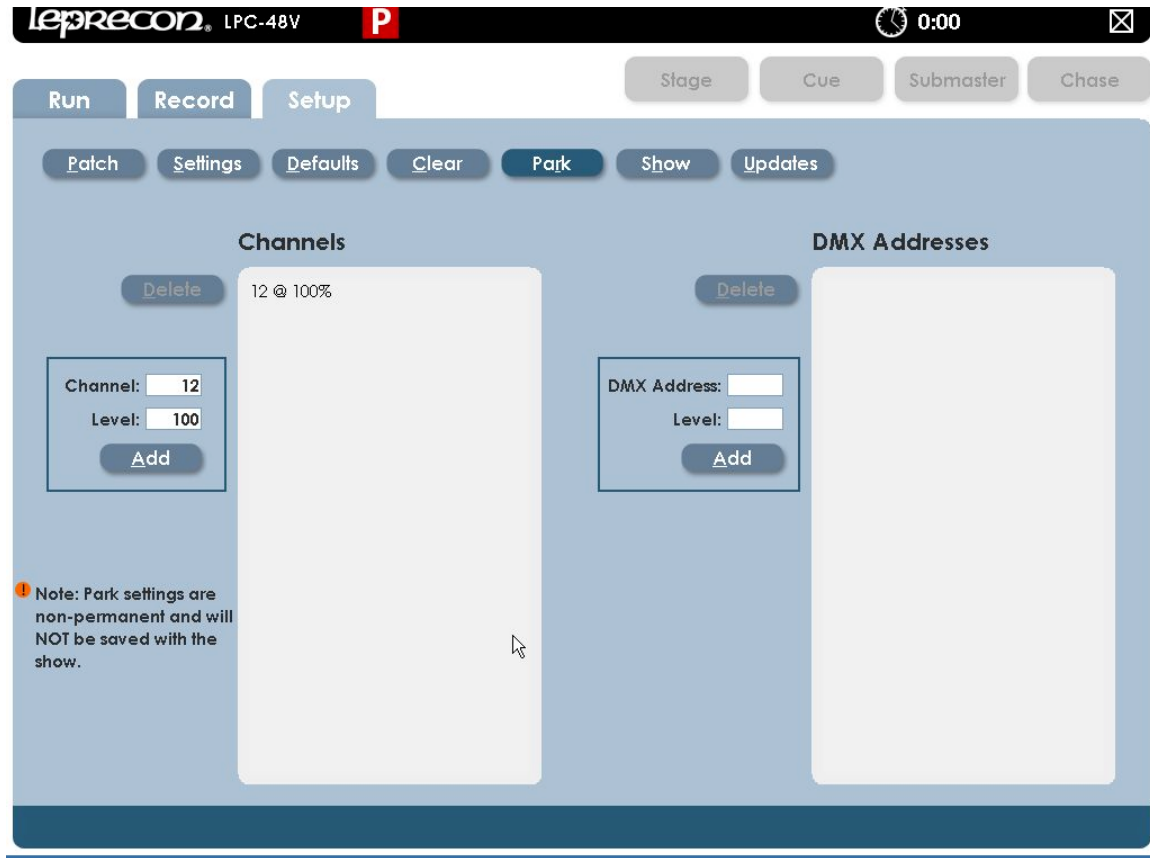 leprecon® LPC-48V P 0:00
Stage Cue Submaster Chase
Run Record Setup
Patch Settings Defaults Clear Park Show Updates
Channels DMX Addresses
Delete 12 @ 100% Delete
Channel: 12 DMX Address:
Level: 100 Level:
Add Add
! Note: Park settings are
non-permanent and will
NOT be saved with the
show.